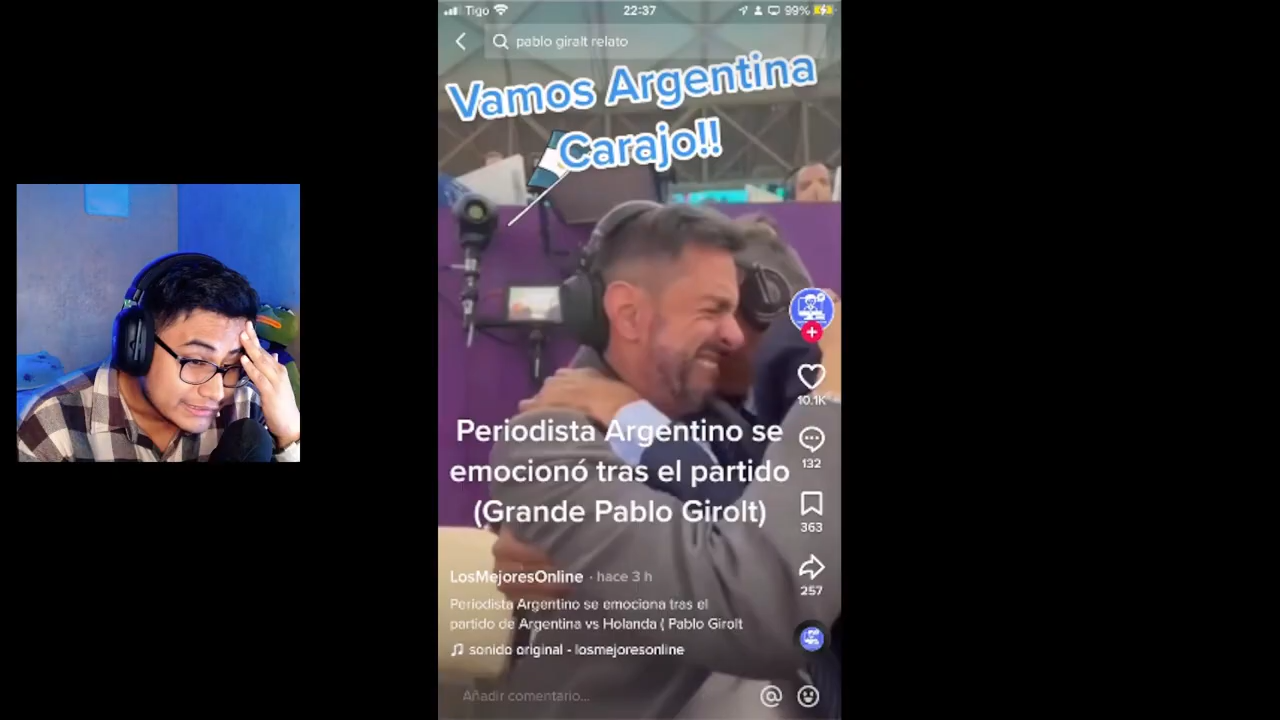 Tigo
22:37
99%
pablo giralt relato
Vamos Argentina
Carajo!!
10.1K
132
Periodista Argentino se
emocionó tras el partido
(Grande Pablo Girolt)
363
LosMejoresOnline · hace 3 h
257
Periodista Argentino se emociona tras el
partido de Argentina vs Holanda ( Pablo Girolt
sonido original - losmejoresonline
Añadir comentario...